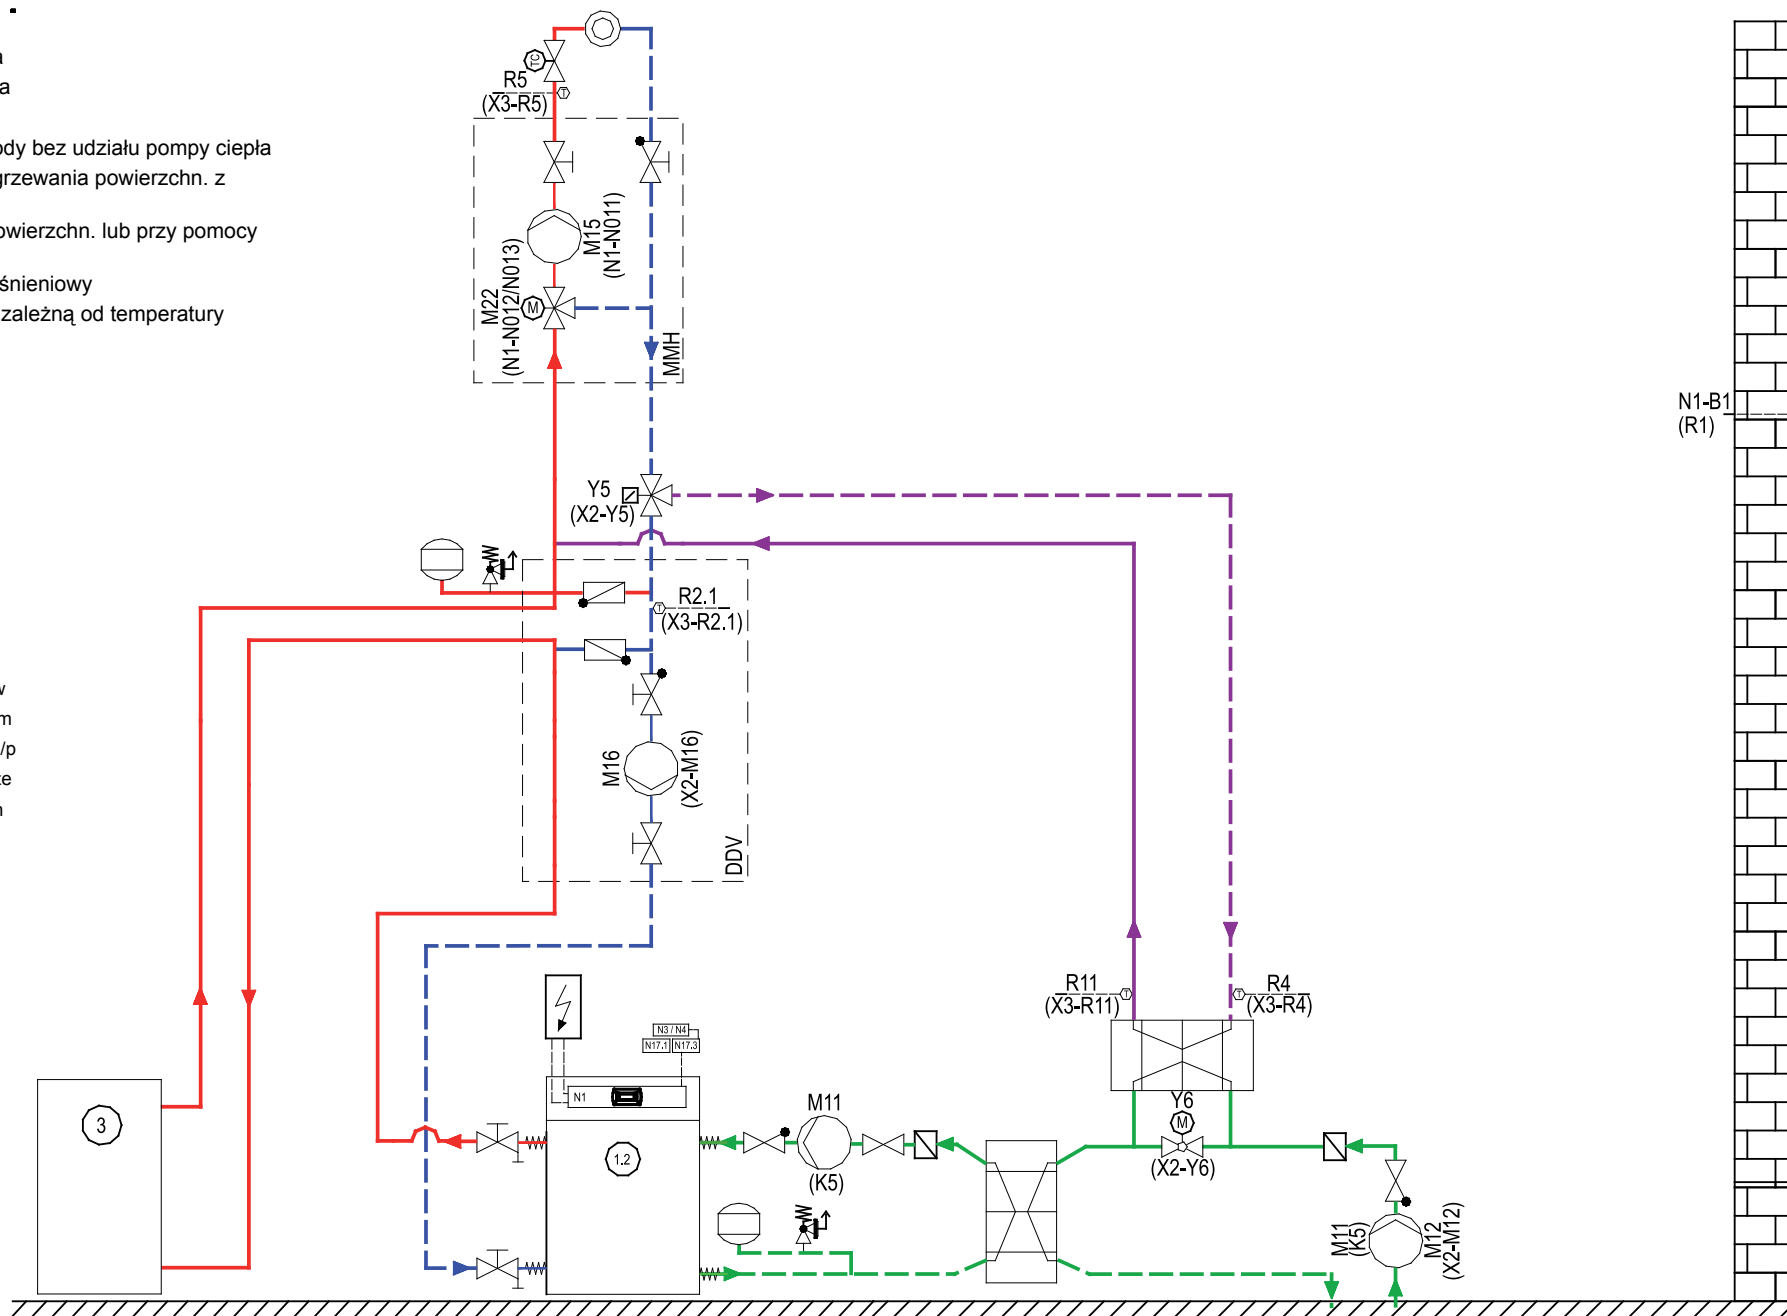 a
a
ody bez udziału pompy ciepła
grzewania powierzchn. z
owierzchn. lub przy pomocy
śnieniowy
zależną od temperatury
w
m
/p
ze
h
TC
R5
(X3-R5)
T
M15
(N1-N011)
M22
(N1-N012/N013)
M
MMH
N1-B1
(R1)
Y5
(X2-Y5)
R2.1
(X3-R2.1)
T
M16
(X2-M16)
DDV
R11
(X3-R11)
T
R4
(X3-R4)
T
N3 / N4
N17.1
N17.3
N1
3
1.2
M11
(K5)
Y6
M
(X2-Y6)
M11
(K5)
M12
(X2-M12)